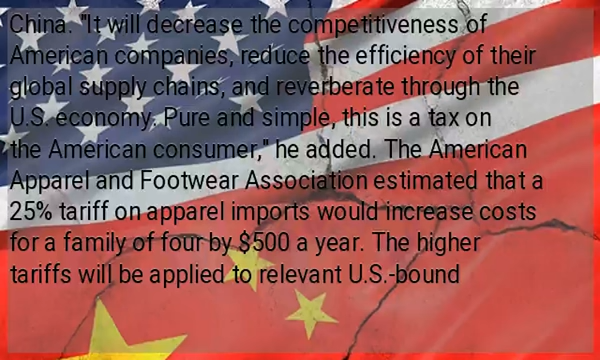 China. "It will decrease the competitiveness of
American companies, reduce the efficiency of their
global supply chains, and reverberate through the
U.S. economy. Pure and simple, this is a tax on
the American consumer," he added. The American
Apparel and Footwear Association estimated that a
25% tariff on apparel imports would increase costs
for a family of four by $500 a year. The higher
tariffs will be applied to relevant U.S.-bound